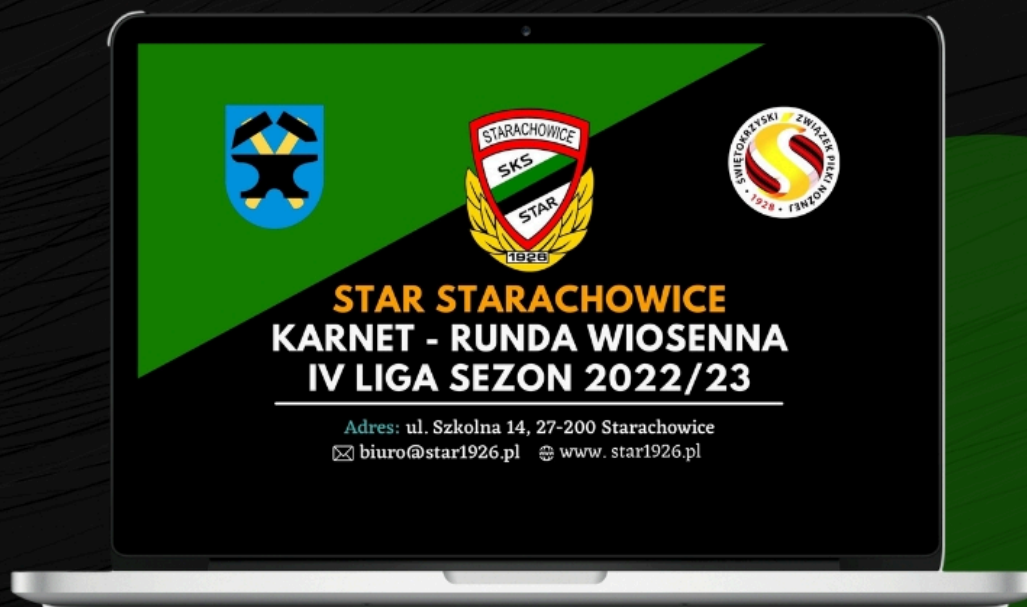 STARACHOWICE
SKS
STAR
1926
ŚWIĘTOKRZYSKI ZWIĄZEK PIŁKI NOŻNEJ
• 1928 •
STAR STARACHOWICE
KARNET - RUNDA WIOSENNA
IV LIGA SEZON 2022/23
Adres: ul. Szkolna 14, 27-200 Starachowice
biuro@star1926.pl www. star1926.pl